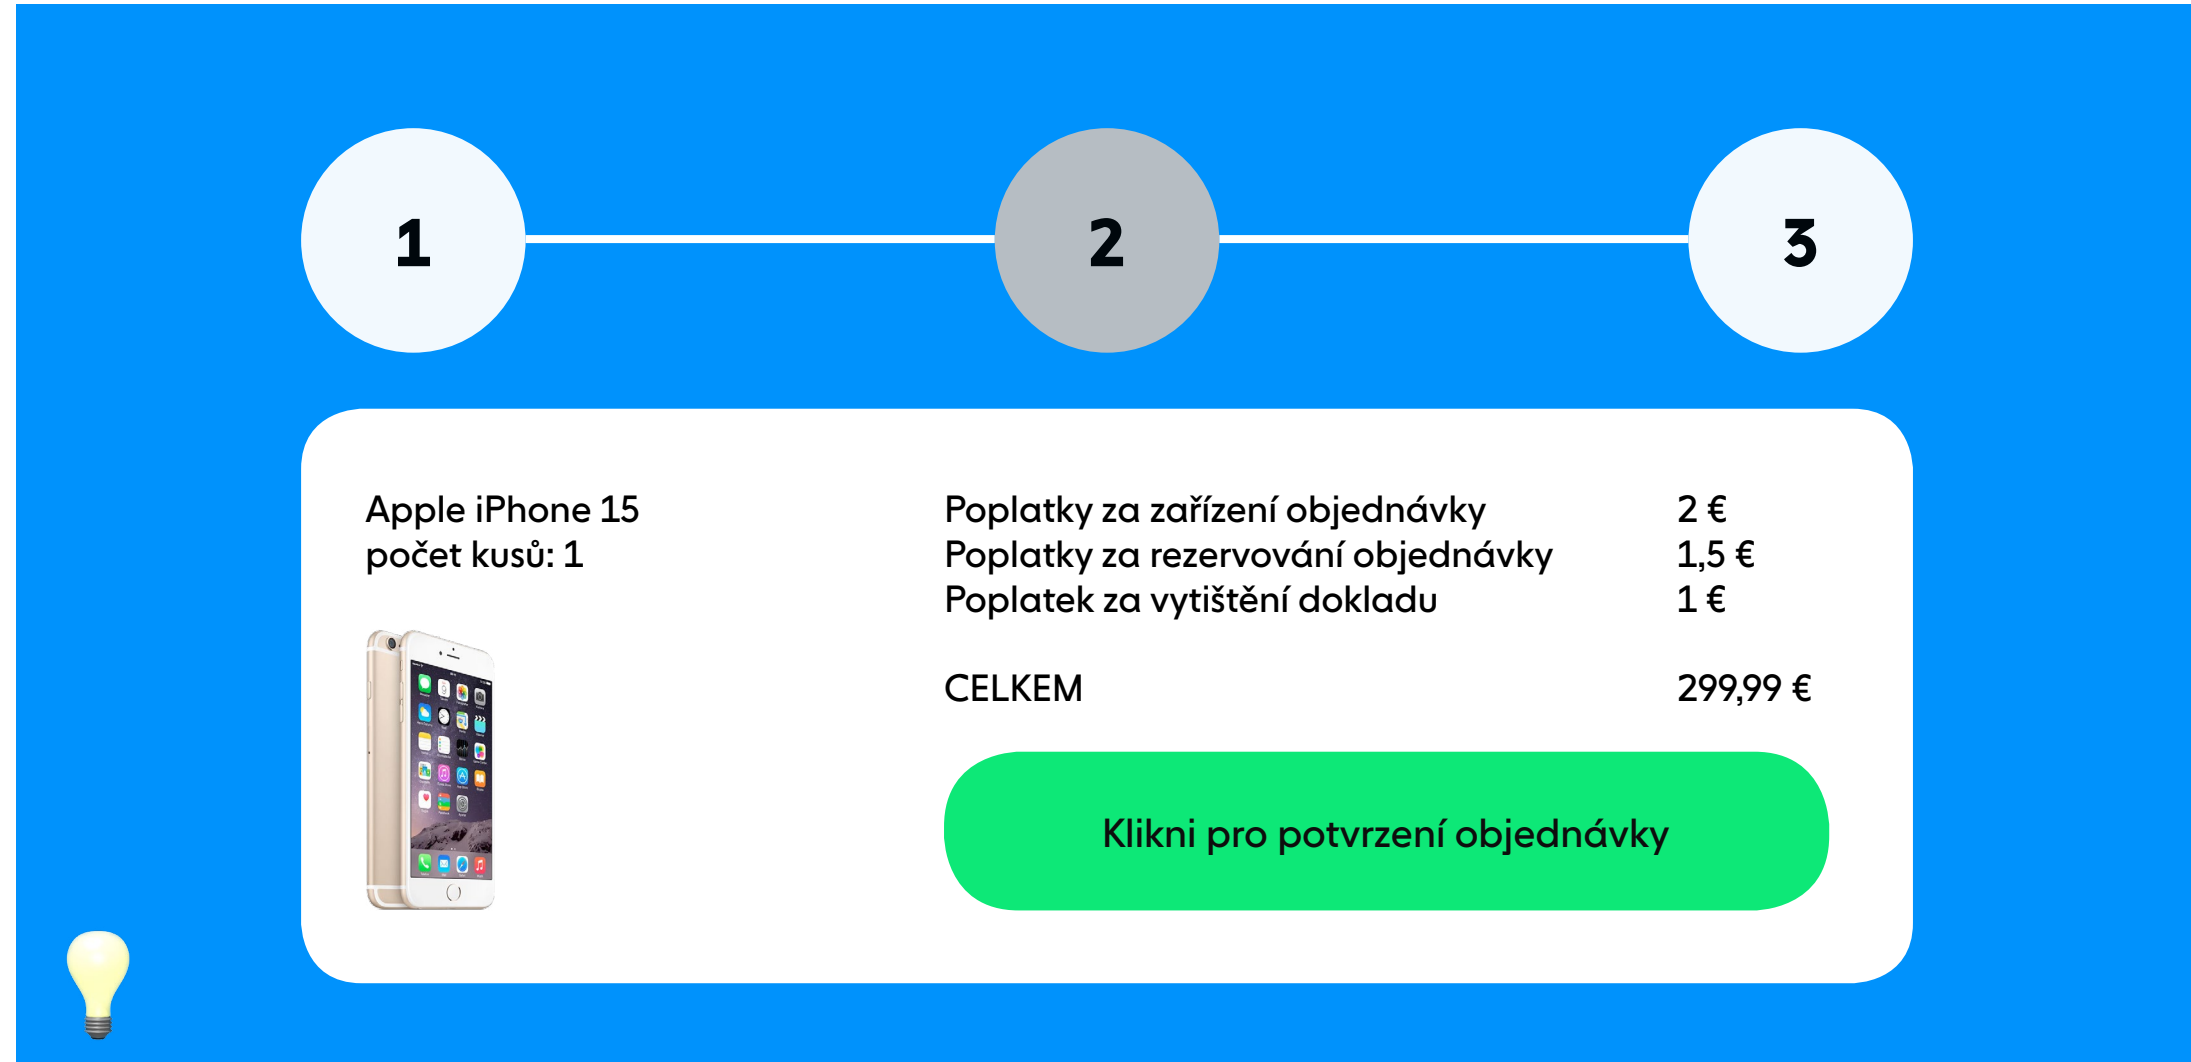 1
2
3
Apple iPhone 15
počet kusů: 1
Poplatky za zařízení objednávky 2 €
Poplatky za rezervování objednávky 1,5 €
Poplatek za vytištění dokladu 1 €
CELKEM 299,99 €
Klikni pro potvrzení objednávky